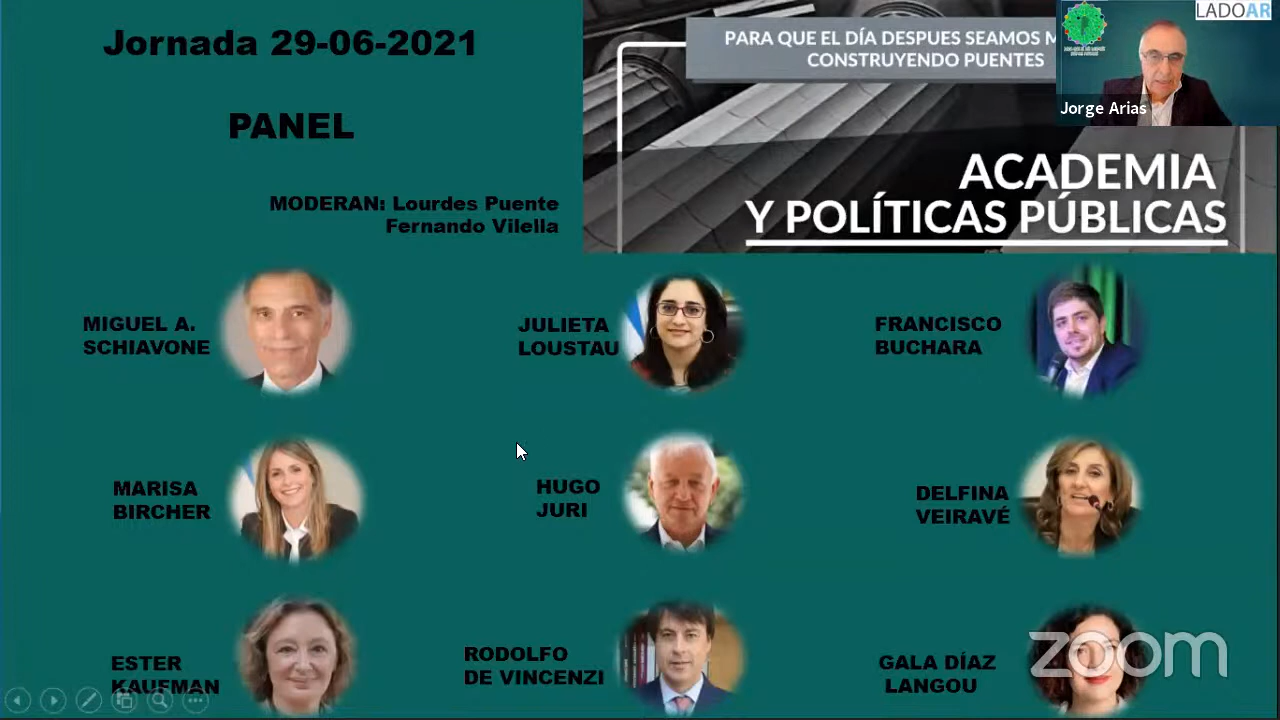 Jornada 29-06-2021
PANEL
MODERAN: Lourdes Puente
Fernando Vilella
PARA QUE EL DÍA DESPUES SEAMOS M
CONSTRUYENDO PUENTES
LADOAR
Jorge Arias
ACADEMIA
Y POLÍTICAS PÚBLICAS
MIGUEL A.
SCHIAVONE
JULIETA
LOUSTAU
FRANCISCO
BUCHARA
MARISA
BIRCHER
HUGO
JURI
DELFINA
VEIRAVÉ
ESTER
KAUFMAN
RODOLFO
DE VINCENZI
GALA DÍAZ
LANGOU
zoom